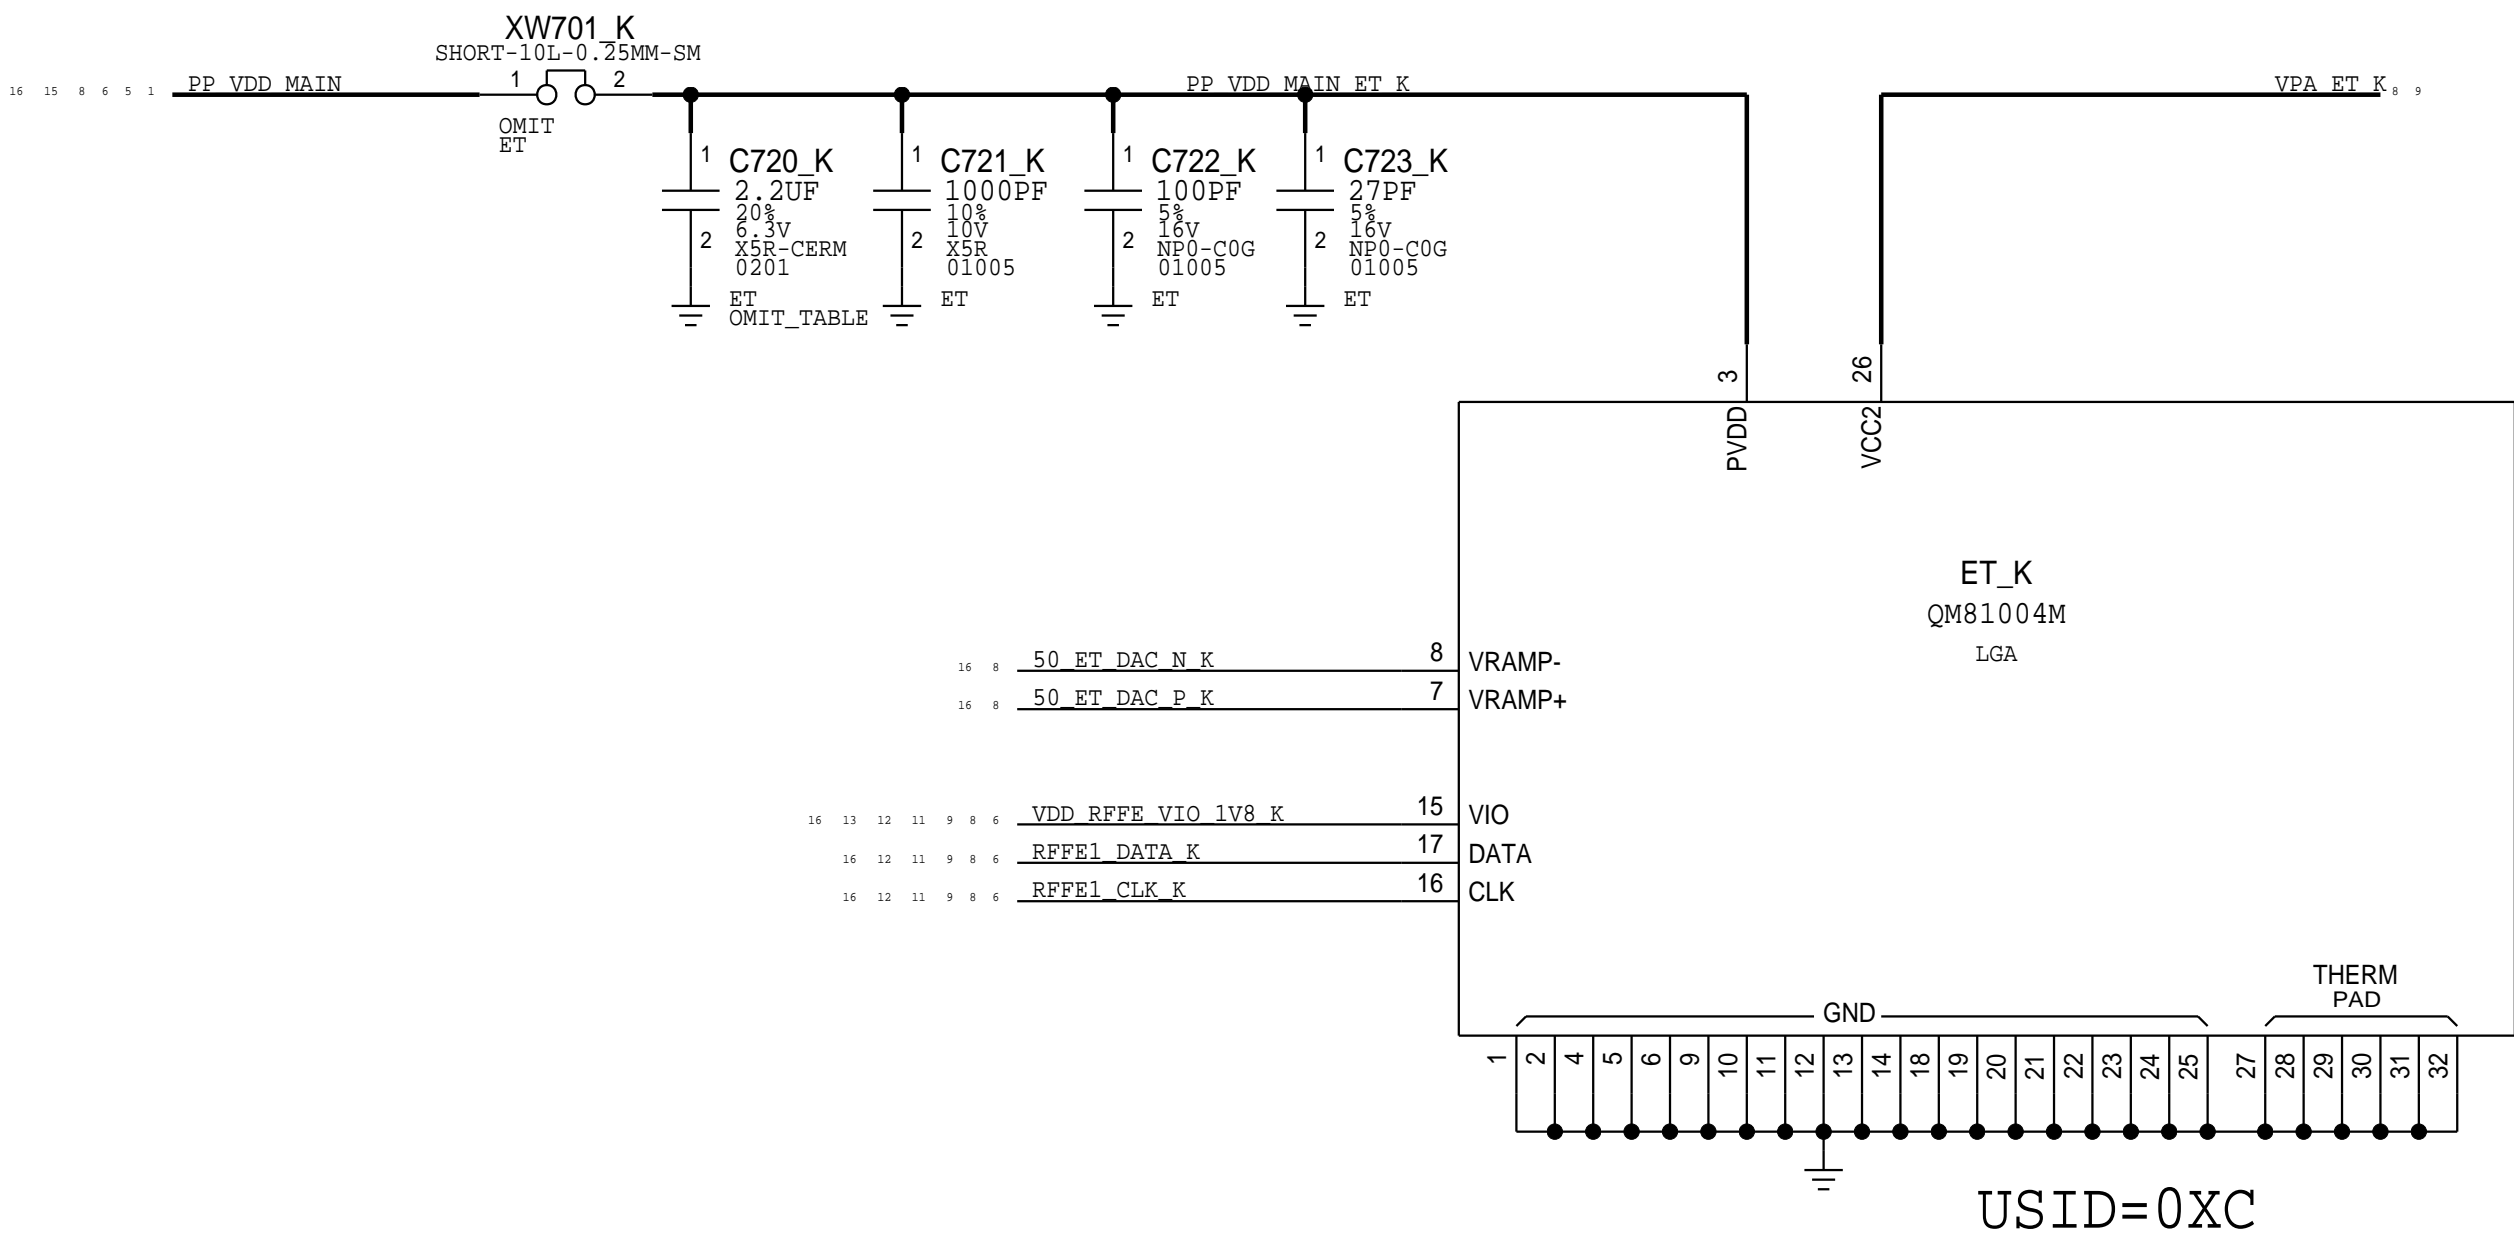 XW701_K
SHORT-10L-0.25MM-SM
16 15 8 6 5 1 PP_VDD_MAIN 1 2 PP_VDD_MAIN_ET_K VPA_ET_K 8 9
OMIT
ET
1 C720_K
2.2UF
20%
6.3V
2 X5R-CERM
0201
ET
OMIT_TABLE
1 C721_K
1000PF
10%
10V
2 X5R
01005
ET
1 C722_K
100PF
5%
16V
2 NP0-C0G
01005
ET
1 C723_K
27PF
5%
16V
2 NP0-C0G
01005
ET
3 26
PVDD VCC2
ET_K
QM81004M
LGA
16 8 50_ET_DAC_N_K 8 VRAMP-
16 8 50_ET_DAC_P_K 7 VRAMP+
16 13 12 11 9 8 6 VDD_RFFE_VIO_1V8_K 15 VIO
16 12 11 9 8 6 RFFE1_DATA_K 17 DATA
16 12 11 9 8 6 RFFE1_CLK_K 16 CLK
THERM
PAD
GND
1 2 4 5 6 9 10 11 12 13 14 18 19 20 21 22 23 24 25 27 28 29 30 31 32
USID=0XC